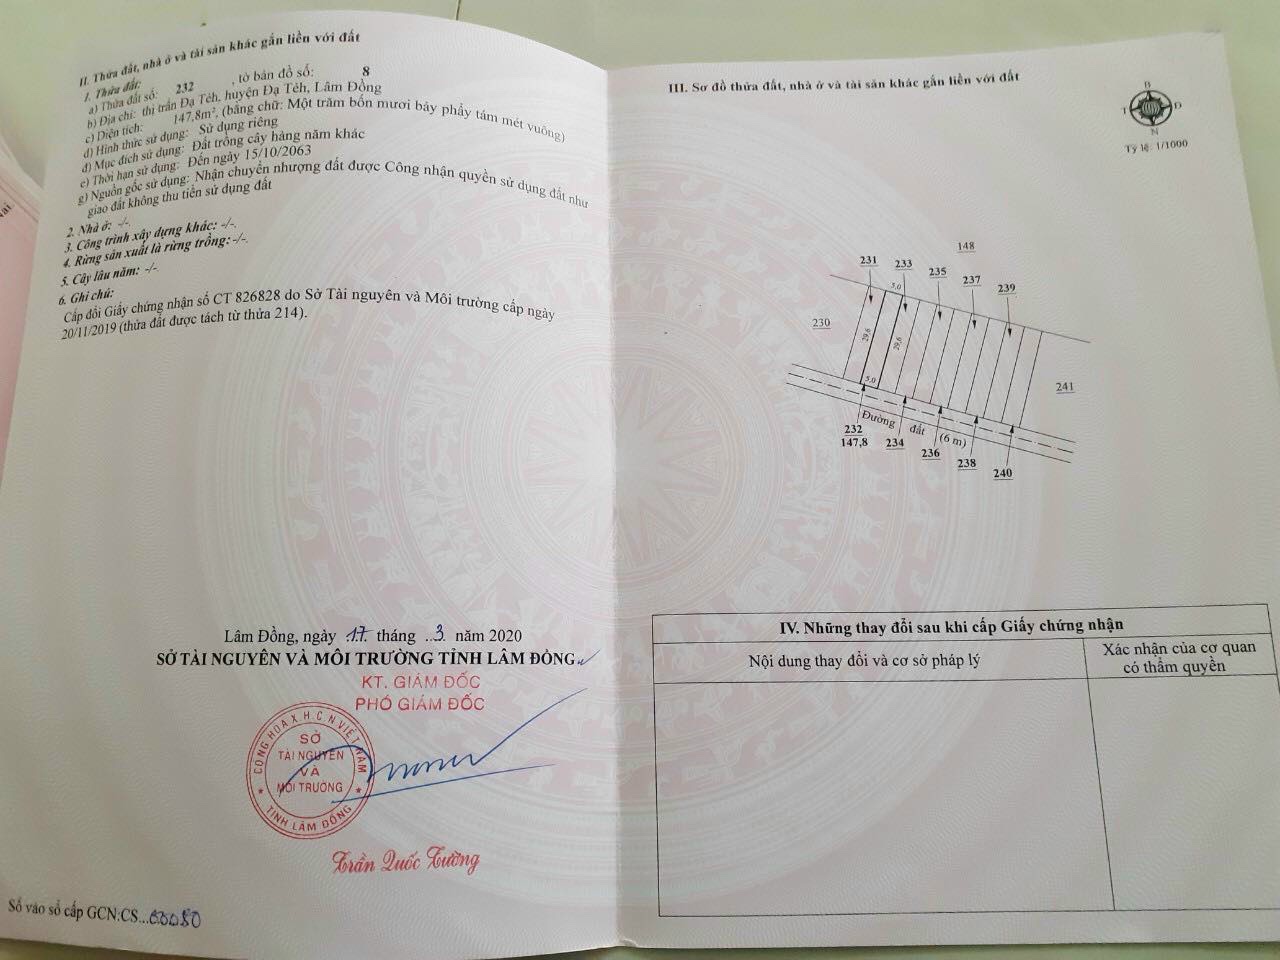 II. Thửa đất, nhà ở và tài sản khác gắn liền với đất
1. Thửa đất:
a) Thửa đất số: 232 , tờ bản đồ số: 8
b) Địa chỉ: thị trấn Đạ Tẻh, huyện Đạ Tẻh, Lâm Đồng
c) Diện tích: 147,8m², (bằng chữ: Một trăm bốn mươi bảy phẩy tám mét vuông)
d) Hình thức sử dụng: Sử dụng riêng
đ) Mục đích sử dụng: Đất trồng cây hàng năm khác
e) Thời hạn sử dụng: Đến ngày 15/10/2063
g) Nguồn gốc sử dụng: Nhận chuyển nhượng đất được Công nhận quyền sử dụng đất như
giao đất không thu tiền sử dụng đất
2. Nhà ở: -/-.
3. Công trình xây dựng khác: -/-.
4. Rừng sản xuất là rừng trồng: -/-.
5. Cây lâu năm: -/-
6. Ghi chú:
Cấp đổi Giấy chứng nhận số CT 826828 do Sở Tài nguyên và Môi trường cấp ngày
20/11/2019 (thửa đất được tách từ thửa 214).
Lâm Đồng, ngày 17 tháng 3 năm 2020
SỞ TÀI NGUYÊN VÀ MÔI TRƯỜNG TỈNH LÂM ĐỒNG
KT. GIÁM ĐỐC
PHÓ GIÁM ĐỐC
CỘNG HOÀ X.H.C.N. VIỆT NAM
SỞ
TÀI NGUYÊN
VÀ
MÔI TRƯỜNG
TỈNH LÂM ĐỒNG
Trần Quốc Tường
Số vào sổ cấp GCN:CS...
III. Sơ đồ thửa đất, nhà ở và tài sản khác gắn liền với đất
B
T Đ
N
Tỷ lệ: 1/1000
148
231 233 235 237 239
5,0
230
29,6 29,6
5,0
241
Đường đất (6 m)
232
147,8
234
236
238
240
IV. Những thay đổi sau khi cấp Giấy chứng nhận
Nội dung thay đổi và cơ sở pháp lý
Xác nhận của cơ quan
có thẩm quyền